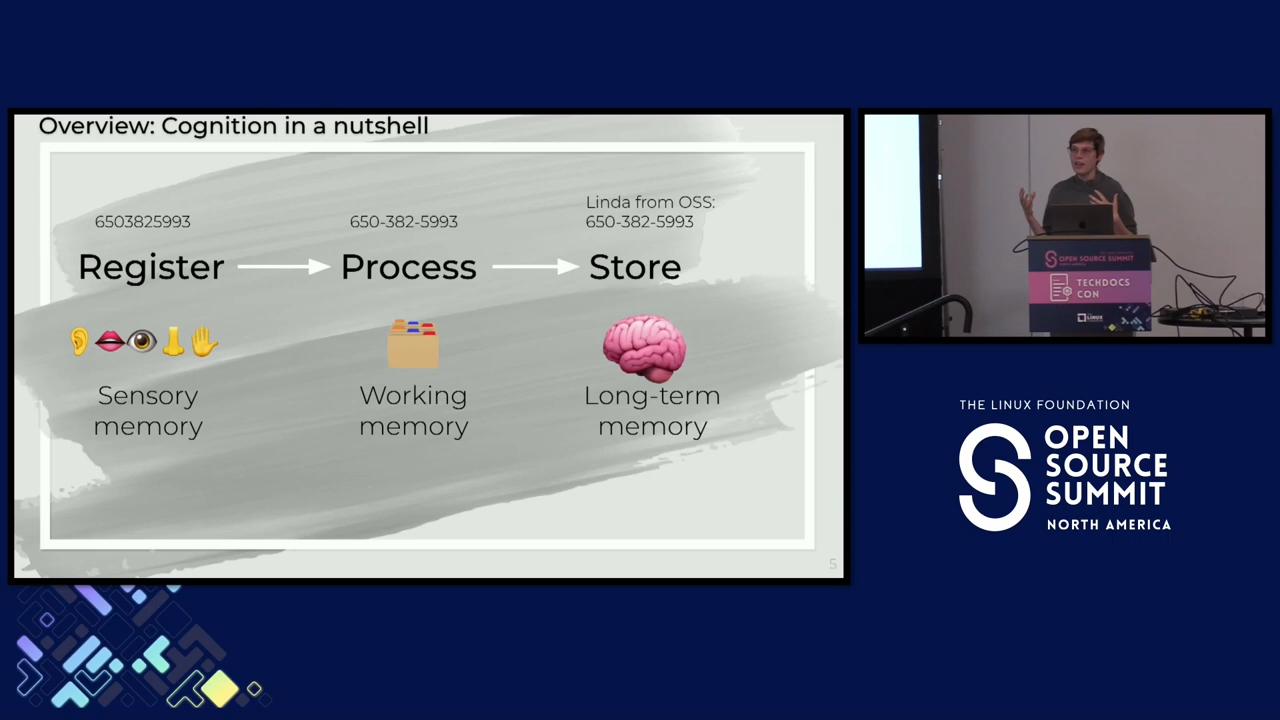 Overview: Cognition in a nutshell
6503825993
650-382-5993
Linda from OSS:
650-382-5993
Register
Process
Store
Sensory
memory
Working
memory
Long-term
memory
5
OPEN SOURCE SUMMIT
TECHDOCS
CON
LINUX
THE LINUX FOUNDATION
OPEN
SOURCE
SUMMIT
NORTH AMERICA